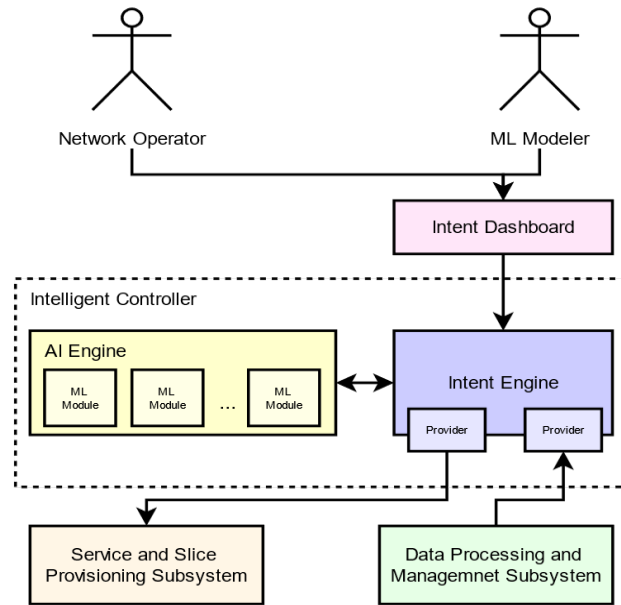 Network Operator
ML Modeler
Intent Dashboard
Intelligent Controller
AI Engine
ML
Module
ML
Module
...
ML
Module
Intent Engine
Provider
Provider
Service and Slice
Provisioning Subsystem
Data Processing and
Managemnet Subsystem